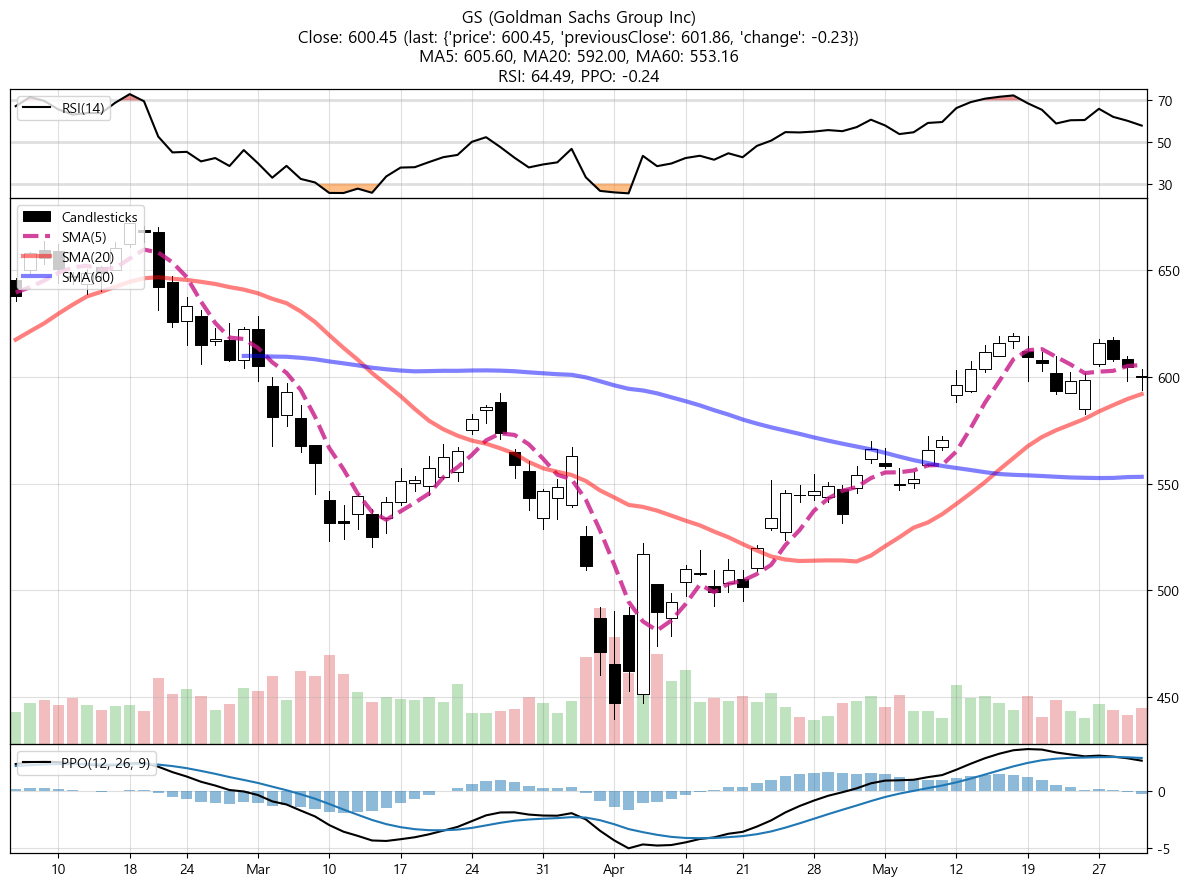 GS (Goldman Sachs Group Inc)
Close: 600.45 (last: {'price': 600.45, 'previousClose': 601.86, 'change': -0.23})
MA5: 605.60, MA20: 592.00, MA60: 553.16
RSI: 64.49, PPO: -0.24
RSI(14)
70
50
30
Candlesticks
SMA(5)
SMA(20)
SMA(60)
650
600
550
500
450
PPO(12, 26, 9)
0
-5
10 18 24 Mar 10 17 24 31 Apr 14 21 28 May 12 19 27